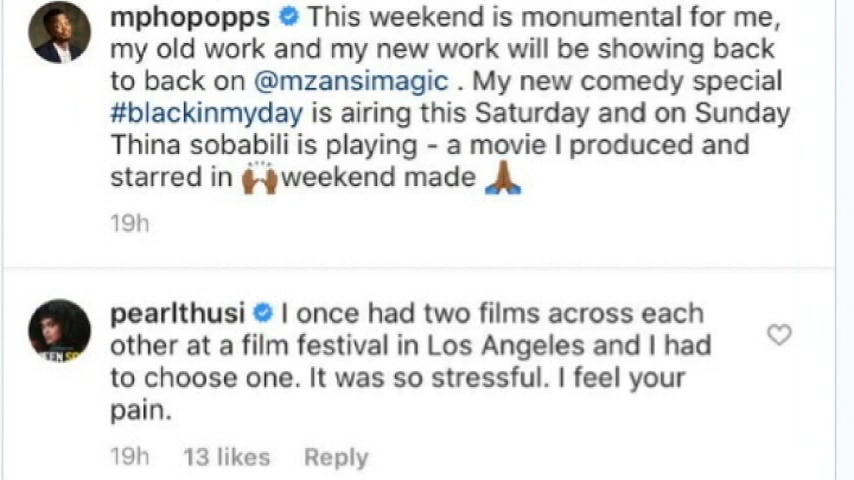 mphopopps This weekend is monumental for me,
my old work and my new work will be showing back
to back on @mzansimagic . My new comedy special
#blackinmyday is airing this Saturday and on Sunday
Thina sobabili is playing - a movie I produced and
starred in 🙌🏾weekend made 🙏🏾
19h
pearlthusi I once had two films across each
other at a film festival in Los Angeles and I had
to choose one. It was so stressful. I feel your
pain.
19h 13 likes Reply